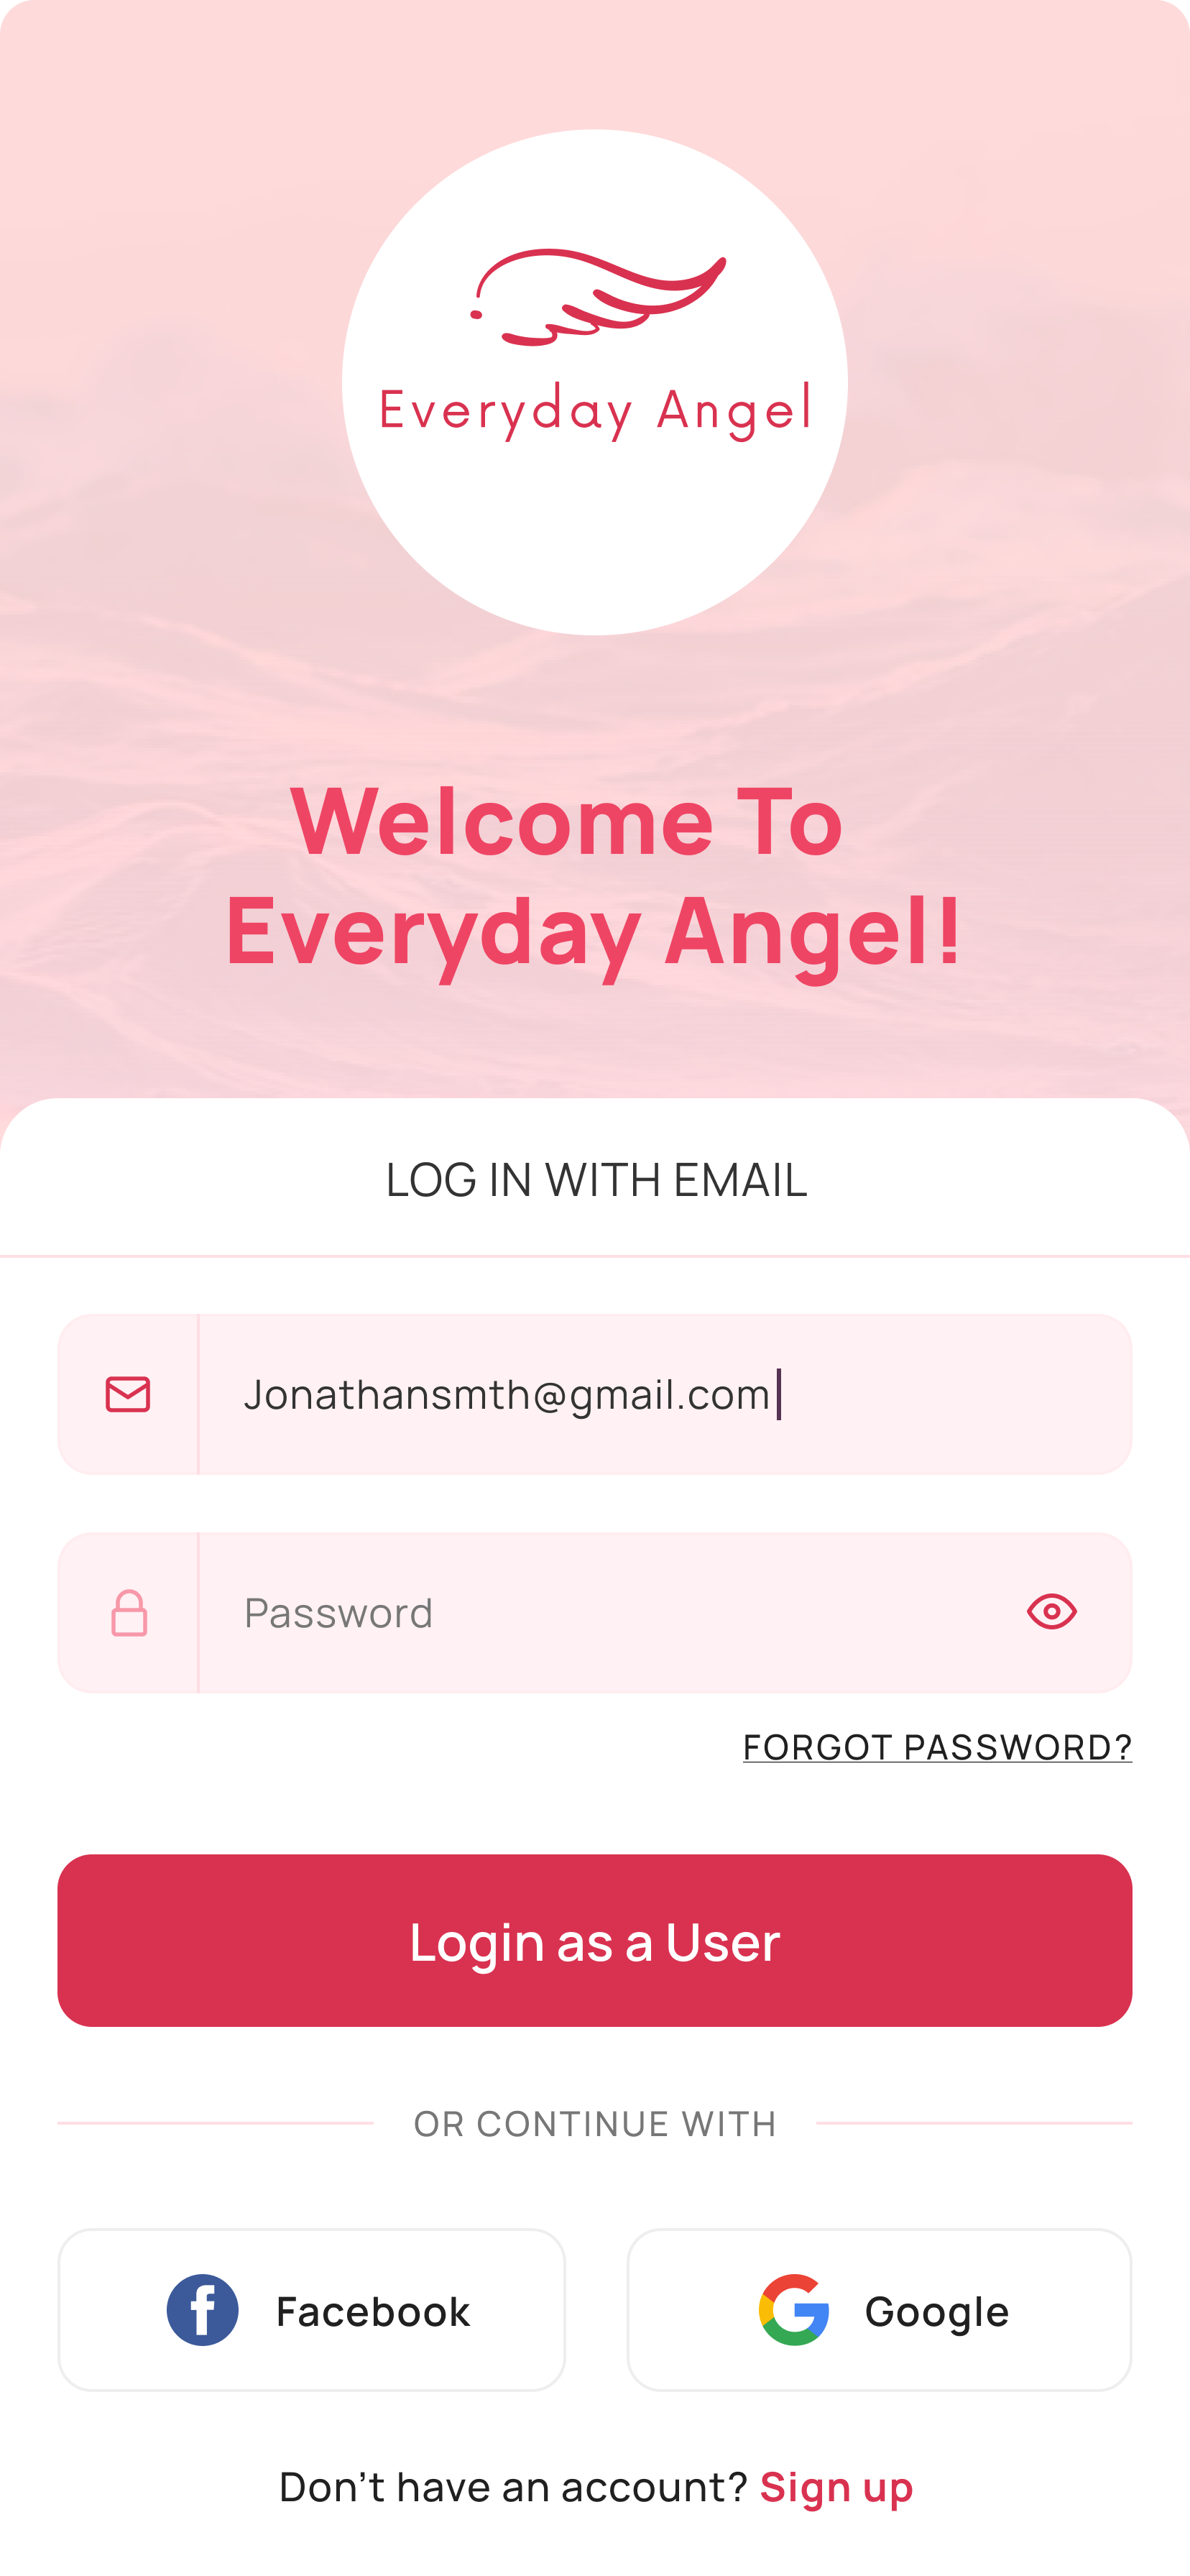 Everyday Angel
Welcome To
Everyday Angel!
LOG IN WITH EMAIL
Jonathansmth@gmail.com
Password
FORGOT PASSWORD?
Login as a User
OR CONTINUE WITH
Facebook
Google
Don’t have an account? Sign up